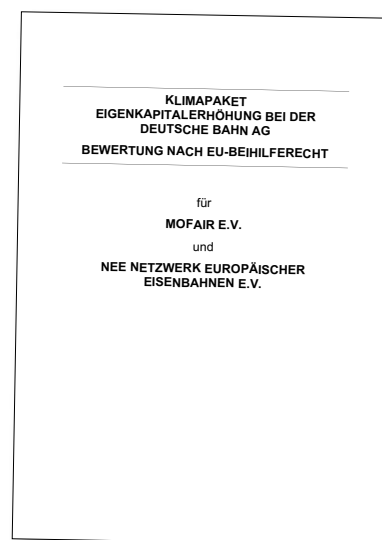 KLIMAPAKET
EIGENKAPITALERHÖHUNG BEI DER
DEUTSCHE BAHN AG
BEWERTUNG NACH EU-BEIHILFERECHT
für
MOFAIR E.V.
und
NEE NETZWERK EUROPÄISCHER
EISENBAHNEN E.V.